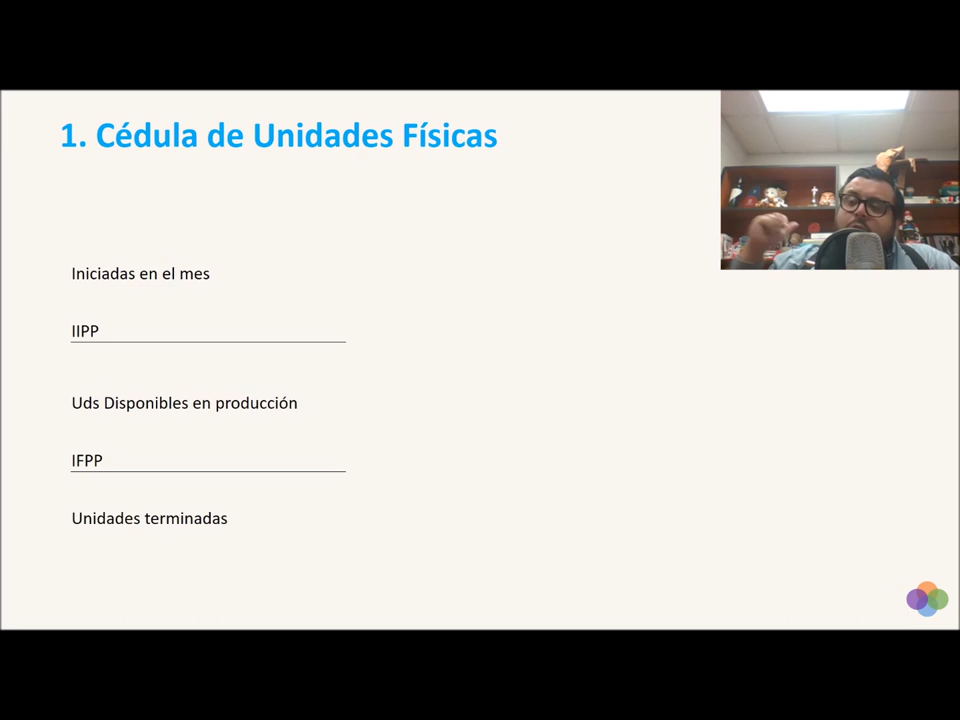 1. Cédula de Unidades Físicas
Iniciadas en el mes
IIPP
Uds Disponibles en producción
IFPP
Unidades terminadas